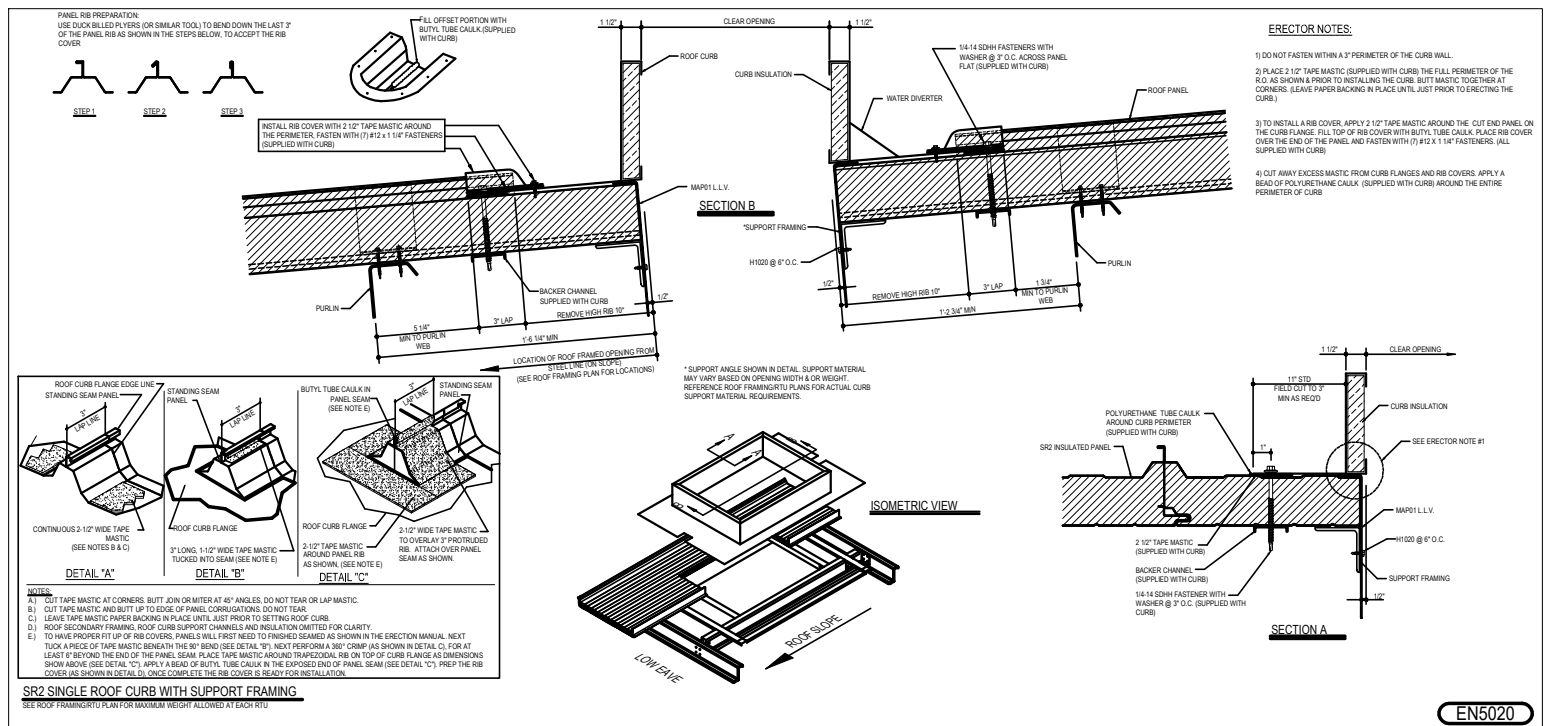 PANEL RIB PREPARATION:
USE DUCK BILLED PLYERS (OR SIMILAR TOOL) TO BEND DOWN THE LAST 3"
OF THE PANEL RIB AS SHOWN IN THE STEPS BELOW, TO ACCEPT THE RIB
COVER
STEP 1
STEP 2
STEP 3
FILL OFFSET PORTION WITH
BUTYL TUBE CAULK.(SUPPLIED
WITH CURB)
INSTALL RIB COVER WITH 2 1/2" TAPE MASTIC AROUND
THE PERIMETER, FASTEN WITH (7) #12 x 1 1/4" FASTENERS
(SUPPLIED WITH CURB)
1 1/2"
CLEAR OPENING
1 1/2"
ROOF CURB
CURB INSULATION
1/4-14 SDHH FASTENERS WITH
WASHER @ 3" O.C. ACROSS PANEL
FLAT (SUPPLIED WITH CURB)
WATER DIVERTER
ROOF PANEL
MAP01 L.L.V.
SECTION B
*SUPPORT FRAMING
H1020 @ 6" O.C.
PURLIN
BACKER CHANNEL
SUPPLIED WITH CURB
1/2"
5 1/4"
MIN TO PURLIN
WEB
3" LAP
REMOVE HIGH RIB 10"
1'-6 1/4" MIN
LOCATION OF ROOF FRAMED OPENING FROM
STEEL LINE (ON SLOPE)
(SEE ROOF FRAMING PLAN FOR LOCATIONS)
PURLIN
1/2"
REMOVE HIGH RIB 10"
3" LAP
1 3/4"
MIN TO PURLIN
WEB
1'-2 3/4" MIN
ERECTOR NOTES:
1) DO NOT FASTEN WITHIN A 3" PERIMETER OF THE CURB WALL.
2) PLACE 2 1/2" TAPE MASTIC (SUPPLIED WITH CURB) THE FULL PERIMETER OF THE
R.O. AS SHOWN & PRIOR TO INSTALLING THE CURB. BUTT MASTIC TOGETHER AT
CORNERS. (LEAVE PAPER BACKING IN PLACE UNTIL JUST PRIOR TO ERECTING THE
CURB.)
3) TO INSTALL A RIB COVER, APPLY 2 1/2" TAPE MASTIC AROUND THE CUT END PANEL ON
THE CURB FLANGE. FILL TOP OF RIB COVER WITH BUTYL TUBE CAULK. PLACE RIB COVER
OVER THE END OF THE PANEL AND FASTEN WITH (7) #12 X 1 1/4" FASTENERS. (ALL
SUPPLIED WITH CURB)
4) CUT AWAY EXCESS MASTIC FROM CURB FLANGES AND RIB COVERS. APPLY A
BEAD OF POLYURETHANE CAULK (SUPPLIED WITH CURB) AROUND THE ENTIRE
PERIMETER OF CURB
* SUPPORT ANGLE SHOWN IN DETAIL. SUPPORT MATERIAL
MAY VARY BASED ON OPENING WIDTH & OR WEIGHT.
REFERENCE ROOF FRAMING/RTU PLANS FOR ACTUAL CURB
SUPPORT MATERIAL REQUIREMENTS.
ROOF CURB FLANGE EDGE LINE
STANDING SEAM PANEL
3"
LAP LINE
CONTINUOUS 2-1/2" WIDE TAPE
MASTIC
(SEE NOTES B & C)
DETAIL "A"
STANDING SEAM
PANEL
3"
LAP LINE
ROOF CURB FLANGE
3" LONG, 1-1/2" WIDE TAPE MASTIC
TUCKED INTO SEAM (SEE NOTE E)
DETAIL "B"
BUTYL TUBE CAULK IN
PANEL SEAM
(SEE NOTE E)
3"
LAP LINE
STANDING SEAM
PANEL
ROOF CURB FLANGE
2-1/2" TAPE MASTIC
AROUND PANEL RIB
AS SHOWN, (SEE NOTE E)
2-1/2" WIDE TAPE MASTIC
TO OVERLAY 3" PROTRUDED
RIB. ATTACH OVER PANEL
SEAM AS SHOWN.
DETAIL "C"
NOTES:
A.) CUT TAPE MASTIC AT CORNERS. BUTT JOIN OR MITER AT 45° ANGLES, DO NOT TEAR OR LAP MASTIC.
B.) CUT TAPE MASTIC AND BUTT UP TO EDGE OF PANEL CORRUGATIONS. DO NOT TEAR.
C.) LEAVE TAPE MASTIC PAPER BACKING IN PLACE UNTIL JUST PRIOR TO SETTING ROOF CURB.
D.) ROOF SECONDARY FRAMING, ROOF CURB SUPPORT CHANNELS AND INSULATION OMITTED FOR CLARITY.
E.) TO HAVE PROPER FIT UP OF RIB COVERS, PANELS WILL FIRST NEED TO FINISHED SEAMED AS SHOWN IN THE ERECTION MANUAL. NEXT
TUCK A PIECE OF TAPE MASTIC BENEATH THE 90° BEND (SEE DETAIL "B"). NEXT PERFORM A 360° CRIMP (AS SHOWN IN DETAIL C), FOR AT
LEAST 6" BEYOND THE END OF THE PANEL SEAM. PLACE TAPE MASTIC AROUND TRAPEZOIDAL RIB ON TOP OF CURB FLANGE AS DIMENSIONS
SHOW ABOVE (SEE DETAIL "C"). APPLY A BEAD OF BUTYL TUBE CAULK IN THE EXPOSED END OF PANEL SEAM (SEE DETAIL "C"). PREP THE RIB
COVER (AS SHOWN IN DETAIL D), ONCE COMPLETE THE RIB COVER IS READY FOR INSTALLATION.
A
A
B
B
ISOMETRIC VIEW
ROOF SLOPE
LOW EAVE
1 1/2"
CLEAR OPENING
11" STD
FIELD CUT TO 3"
MIN AS REQ'D
1"
POLYURETHANE TUBE CAULK
AROUND CURB PERIMETER
(SUPPLIED WITH CURB)
SR2 INSULATED PANEL
CURB INSULATION
SEE ERECTOR NOTE #1
MAP01 L.L.V.
H1020 @ 6" O.C.
SUPPORT FRAMING
1/2"
2 1/2" TAPE MASTIC
(SUPPLIED WITH CURB)
BACKER CHANNEL
(SUPPLIED WITH CURB)
1/4-14 SDHH FASTENER WITH
WASHER @ 3" O.C. (SUPPLIED WITH
CURB)
SECTION A
SR2 SINGLE ROOF CURB WITH SUPPORT FRAMING
SEE ROOF FRAMING/RTU PLAN FOR MAXIMUM WEIGHT ALLOWED AT EACH RTU
EN5020